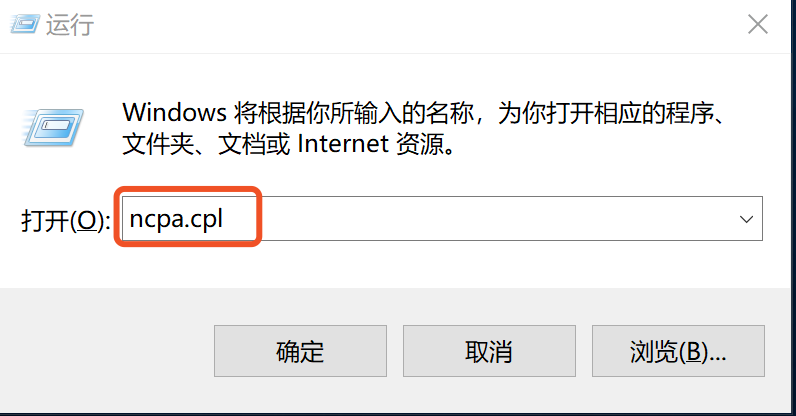 运行
Windows 将根据你所输入的名称，为你打开相应的程序、
文件夹、文档或 Internet 资源。
打开(O): ncpa.cpl
确定 取消 浏览(B)...